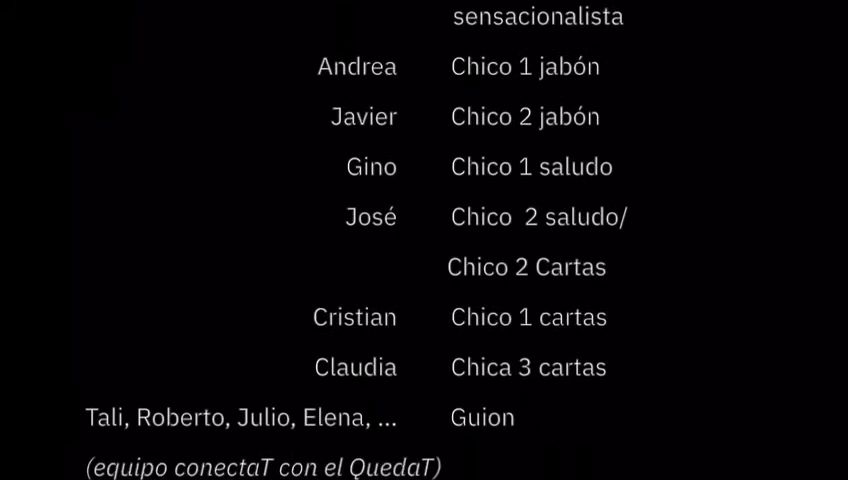 sensacionalista
Andrea Chico 1 jabón
Javier Chico 2 jabón
Gino Chico 1 saludo
José Chico 2 saludo/
Chico 2 Cartas
Cristian Chico 1 cartas
Claudia Chica 3 cartas
Tali, Roberto, Julio, Elena, ... Guion
(equipo conectaT con el QuedaT)